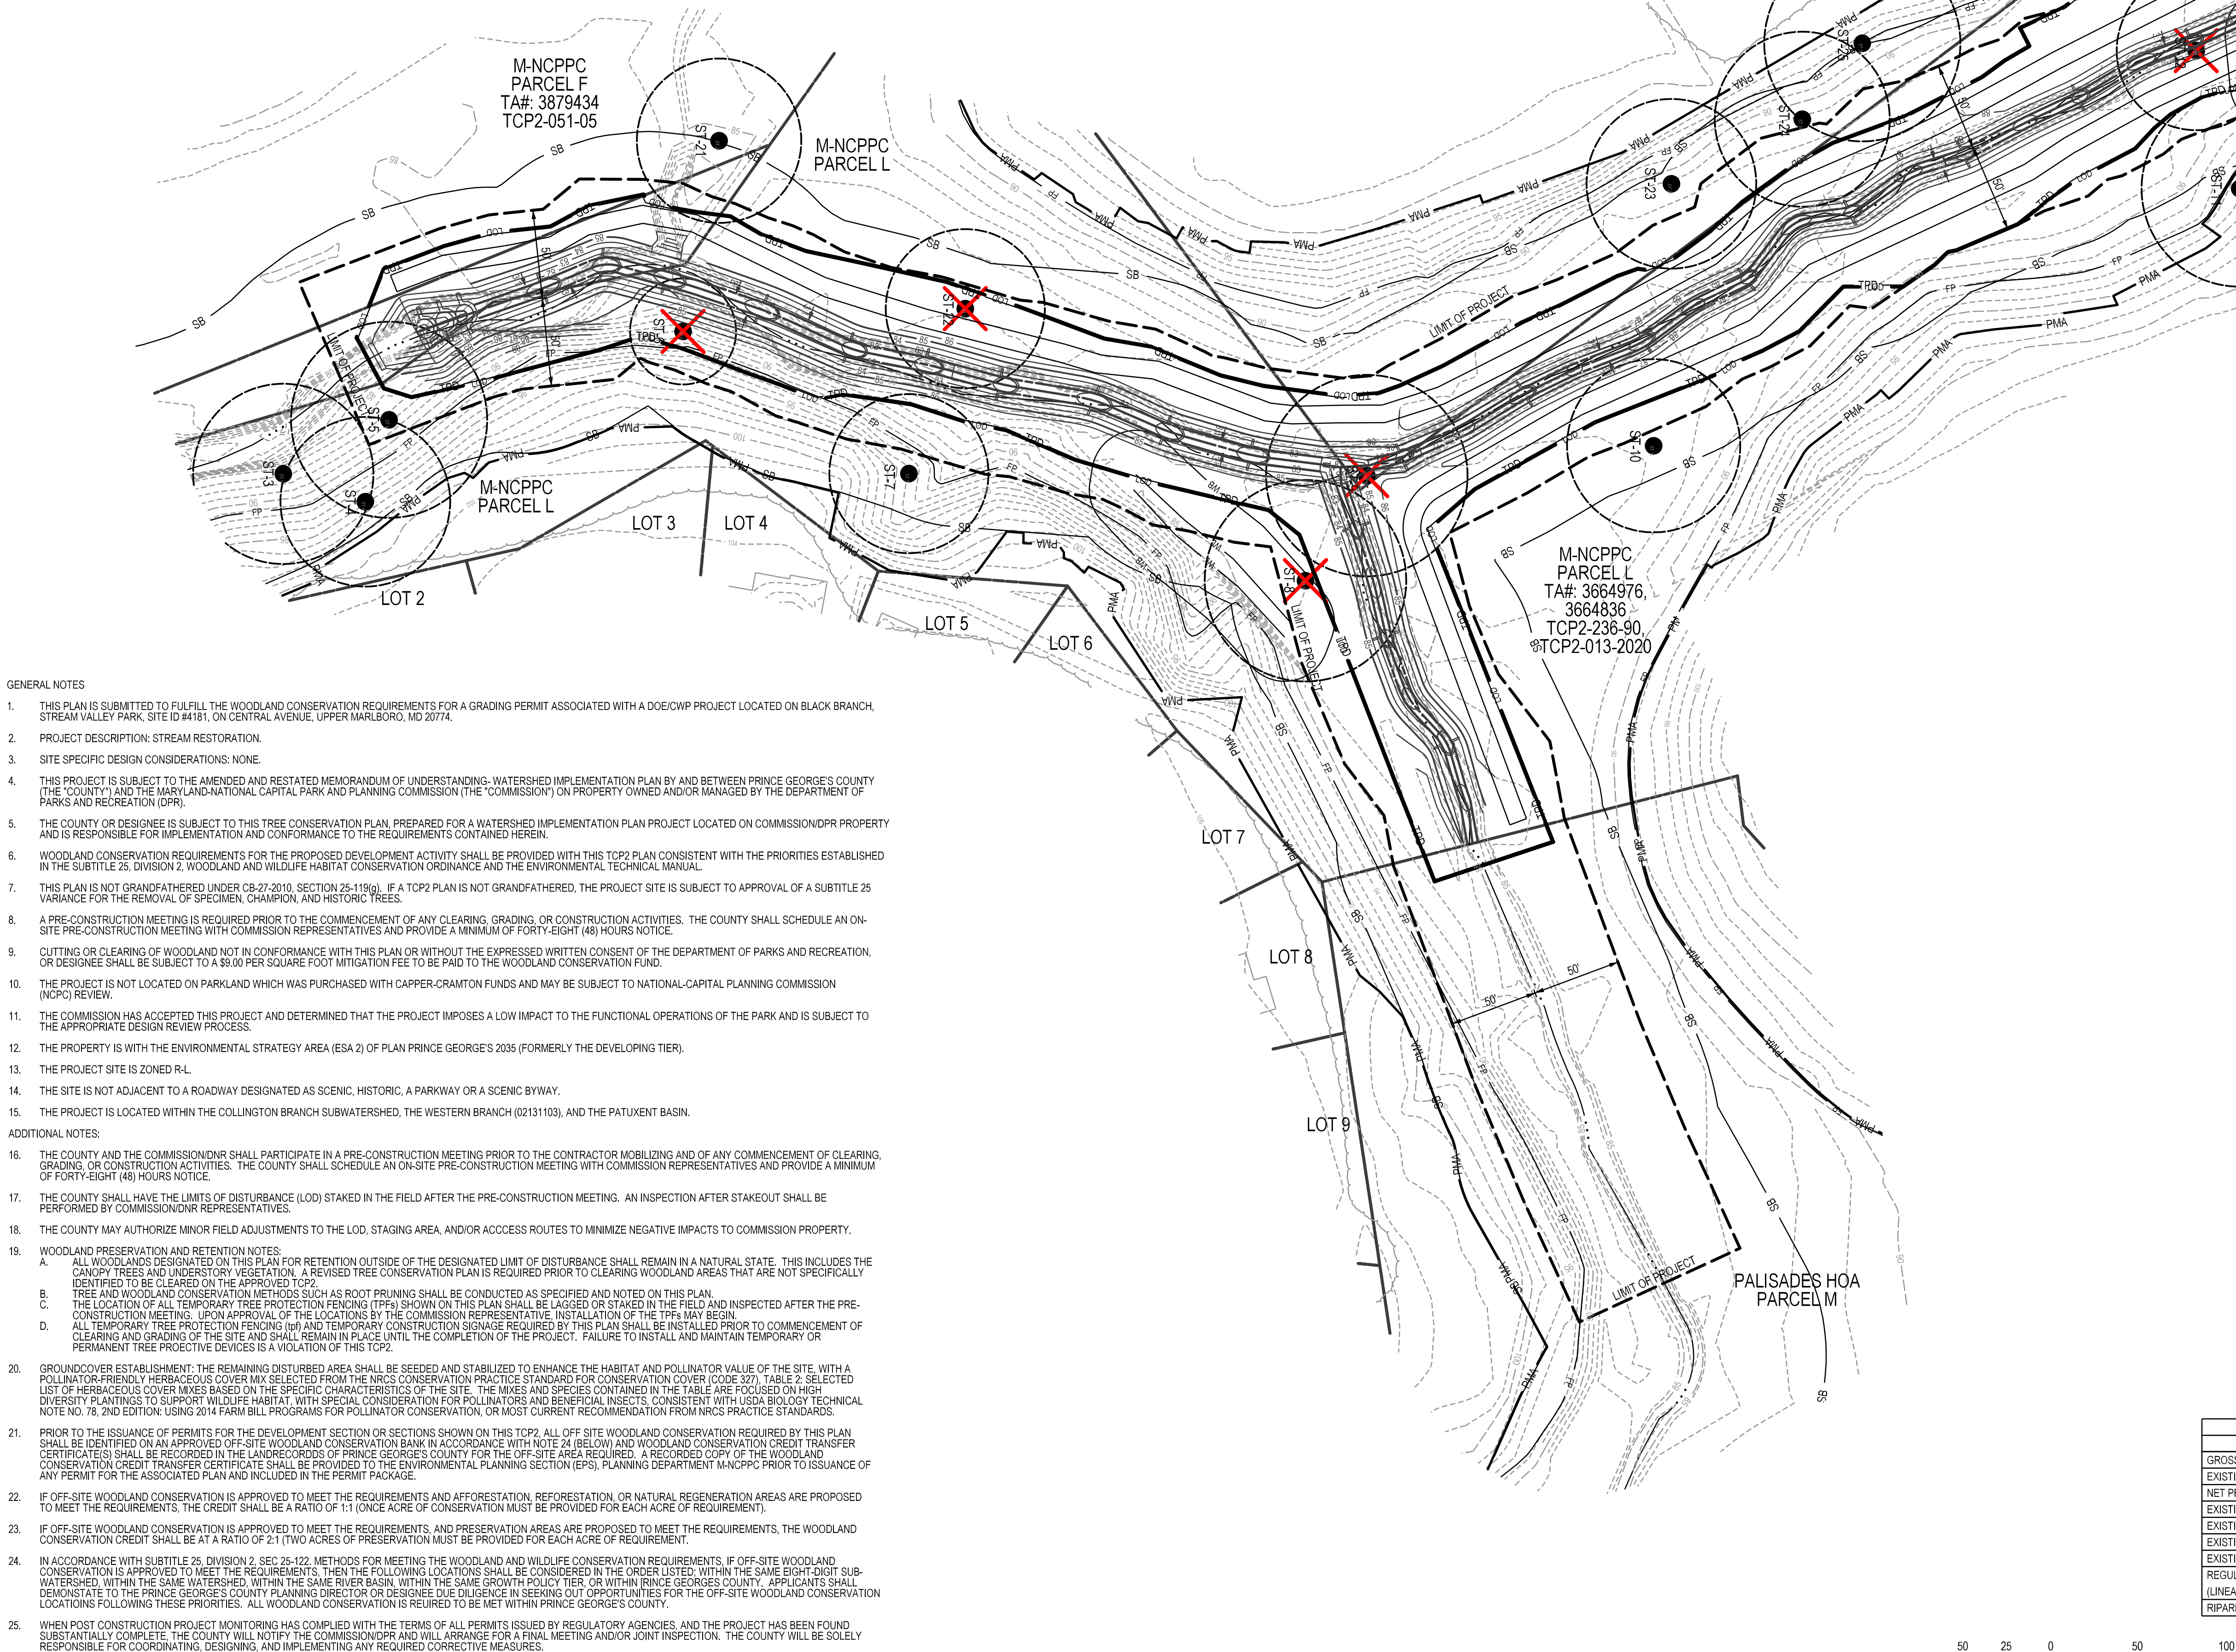 M-NCPPC
PARCEL F
TA#: 3879434
TCP2-051-05
M-NCPPC
PARCEL L
ST-21
ST-22
ST-23
ST-24
ST-25
ST-3
ST-4
ST-5
ST-7
ST-8
ST-10
LIMIT OF PROJECT
LIMIT OF PROJECT
LIMIT OF PROJECT
M-NCPPC
PARCEL L
LOT 2
LOT 3
LOT 4
LOT 5
LOT 6
LOT 7
LOT 8
LOT 9
M-NCPPC
PARCEL L
TA#: 3664976,
3664836
TCP2-236-90,
TCP2-013-2020
50'
50'
50'
50'
50'
50'
LIMIT OF PROJECT
PALISADES HOA
PARCEL M
GENERAL NOTES
1. THIS PLAN IS SUBMITTED TO FULFILL THE WOODLAND CONSERVATION REQUIREMENTS FOR A GRADING PERMIT ASSOCIATED WITH A DOE/CWP PROJECT LOCATED ON BLACK BRANCH,
STREAM VALLEY PARK, SITE ID #4181, ON CENTRAL AVENUE, UPPER MARLBORO, MD 20774.
2. PROJECT DESCRIPTION: STREAM RESTORATION.
3. SITE SPECIFIC DESIGN CONSIDERATIONS: NONE.
4. THIS PROJECT IS SUBJECT TO THE AMENDED AND RESTATED MEMORANDUM OF UNDERSTANDING- WATERSHED IMPLEMENTATION PLAN BY AND BETWEEN PRINCE GEORGE'S COUNTY
(THE "COUNTY") AND THE MARYLAND-NATIONAL CAPITAL PARK AND PLANNING COMMISSION (THE "COMMISSION") ON PROPERTY OWNED AND/OR MANAGED BY THE DEPARTMENT OF
PARKS AND RECREATION (DPR).
5. THE COUNTY OR DESIGNEE IS SUBJECT TO THIS TREE CONSERVATION PLAN, PREPARED FOR A WATERSHED IMPLEMENTATION PLAN PROJECT LOCATED ON COMMISSION/DPR PROPERTY
AND IS RESPONSIBLE FOR IMPLEMENTATION AND CONFORMANCE TO THE REQUIREMENTS CONTAINED HEREIN.
6. WOODLAND CONSERVATION REQUIREMENTS FOR THE PROPOSED DEVELOPMENT ACTIVITY SHALL BE PROVIDED WITH THIS TCP2 PLAN CONSISTENT WITH THE PRIORITIES ESTABLISHED
IN THE SUBTITLE 25, DIVISION 2, WOODLAND AND WILDLIFE HABITAT CONSERVATION ORDINANCE AND THE ENVIRONMENTAL TECHNICAL MANUAL.
7. THIS PLAN IS NOT GRANDFATHERED UNDER CB-27-2010, SECTION 25-119(g). IF A TCP2 PLAN IS NOT GRANDFATHERED, THE PROJECT SITE IS SUBJECT TO APPROVAL OF A SUBTITLE 25
VARIANCE FOR THE REMOVAL OF SPECIMEN, CHAMPION, AND HISTORIC TREES.
8. A PRE-CONSTRUCTION MEETING IS REQUIRED PRIOR TO THE COMMENCEMENT OF ANY CLEARING, GRADING, OR CONSTRUCTION ACTIVITIES. THE COUNTY SHALL SCHEDULE AN ON-
SITE PRE-CONSTRUCTION MEETING WITH COMMISSION REPRESENTATIVES AND PROVIDE A MINIMUM OF FORTY-EIGHT (48) HOURS NOTICE.
9. CUTTING OR CLEARING OF WOODLAND NOT IN CONFORMANCE WITH THIS PLAN OR WITHOUT THE EXPRESSED WRITTEN CONSENT OF THE DEPARTMENT OF PARKS AND RECREATION,
OR DESIGNEE SHALL BE SUBJECT TO A $9.00 PER SQUARE FOOT MITIGATION FEE TO BE PAID TO THE WOODLAND CONSERVATION FUND.
10. THE PROJECT IS NOT LOCATED ON PARKLAND WHICH WAS PURCHASED WITH CAPPER-CRAMTON FUNDS AND MAY BE SUBJECT TO NATIONAL-CAPITAL PLANNING COMMISSION
(NCPC) REVIEW.
11. THE COMMISSION HAS ACCEPTED THIS PROJECT AND DETERMINED THAT THE PROJECT IMPOSES A LOW IMPACT TO THE FUNCTIONAL OPERATIONS OF THE PARK AND IS SUBJECT TO
THE APPROPRIATE DESIGN REVIEW PROCESS.
12. THE PROPERTY IS WITH THE ENVIRONMENTAL STRATEGY AREA (ESA 2) OF PLAN PRINCE GEORGE'S 2035 (FORMERLY THE DEVELOPING TIER).
13. THE PROJECT SITE IS ZONED R-L.
14. THE SITE IS NOT ADJACENT TO A ROADWAY DESIGNATED AS SCENIC, HISTORIC, A PARKWAY OR A SCENIC BYWAY.
15. THE PROJECT IS LOCATED WITHIN THE COLLINGTON BRANCH SUBWATERSHED, THE WESTERN BRANCH (02131103), AND THE PATUXENT BASIN.
ADDITIONAL NOTES:
16. THE COUNTY AND THE COMMISSION/DNR SHALL PARTICIPATE IN A PRE-CONSTRUCTION MEETING PRIOR TO THE CONTRACTOR MOBILIZING AND OF ANY COMMENCEMENT OF CLEARING,
GRADING, OR CONSTRUCTION ACTIVITIES. THE COUNTY SHALL SCHEDULE AN ON-SITE PRE-CONSTRUCTION MEETING WITH COMMISSION REPRESENTATIVES AND PROVIDE A MINIMUM
OF FORTY-EIGHT (48) HOURS NOTICE.
17. THE COUNTY SHALL HAVE THE LIMITS OF DISTURBANCE (LOD) STAKED IN THE FIELD AFTER THE PRE-CONSTRUCTION MEETING. AN INSPECTION AFTER STAKEOUT SHALL BE
PERFORMED BY COMMISSION/DNR REPRESENTATIVES.
18. THE COUNTY MAY AUTHORIZE MINOR FIELD ADJUSTMENTS TO THE LOD, STAGING AREA, AND/OR ACCCESS ROUTES TO MINIMIZE NEGATIVE IMPACTS TO COMMISSION PROPERTY.
19. WOODLAND PRESERVATION AND RETENTION NOTES:
A. ALL WOODLANDS DESIGNATED ON THIS PLAN FOR RETENTION OUTSIDE OF THE DESIGNATED LIMIT OF DISTURBANCE SHALL REMAIN IN A NATURAL STATE. THIS INCLUDES THE
CANOPY TREES AND UNDERSTORY VEGETATION. A REVISED TREE CONSERVATION PLAN IS REQUIRED PRIOR TO CLEARING WOODLAND AREAS THAT ARE NOT SPECIFICALLY
IDENTIFIED TO BE CLEARED ON THE APPROVED TCP2.
B. TREE AND WOODLAND CONSERVATION METHODS SUCH AS ROOT PRUNING SHALL BE CONDUCTED AS SPECIFIED AND NOTED ON THIS PLAN.
C. THE LOCATION OF ALL TEMPORARY TREE PROTECTION FENCING (TPFs) SHOWN ON THIS PLAN SHALL BE LAGGED OR STAKED IN THE FIELD AND INSPECTED AFTER THE PRE-
CONSTRUCTION MEETING. UPON APPROVAL OF THE LOCATIONS BY THE COMMISSION REPRESENTATIVE, INSTALLATION OF THE TPFs MAY BEGIN.
D. ALL TEMPORARY TREE PROTECTION FENCING (tpf) AND TEMPORARY CONSTRUCTION SIGNAGE REQUIRED BY THIS PLAN SHALL BE INSTALLED PRIOR TO COMMENCEMENT OF
CLEARING AND GRADING OF THE SITE AND SHALL REMAIN IN PLACE UNTIL THE COMPLETION OF THE PROJECT. FAILURE TO INSTALL AND MAINTAIN TEMPORARY OR
PERMANENT TREE PROECTIVE DEVICES IS A VIOLATION OF THIS TCP2.
20. GROUNDCOVER ESTABLISHMENT: THE REMAINING DISTURBED AREA SHALL BE SEEDED AND STABILIZED TO ENHANCE THE HABITAT AND POLLINATOR VALUE OF THE SITE, WITH A
POLLINATOR-FRIENDLY HERBACEOUS COVER MIX SELECTED FROM THE NRCS CONSERVATION PRACTICE STANDARD FOR CONSERVATION COVER (CODE 327), TABLE 2: SELECTED
LIST OF HERBACEOUS COVER MIXES BASED ON THE SPECIFIC CHARACTERISTICS OF THE SITE. THE MIXES AND SPECIES CONTAINED IN THE TABLE ARE FOCUSED ON HIGH
DIVERSITY PLANTINGS TO SUPPORT WILDLIFE HABITAT, WITH SPECIAL CONSIDERATION FOR POLLINATORS AND BENEFICIAL INSECTS, CONSISTENT WITH USDA BIOLOGY TECHNICAL
NOTE NO. 78, 2ND EDITION: USING 2014 FARM BILL PROGRAMS FOR POLLINATOR CONSERVATION, OR MOST CURRENT RECOMMENDATION FROM NRCS PRACTICE STANDARDS.
21. PRIOR TO THE ISSUANCE OF PERMITS FOR THE DEVELOPMENT SECTION OR SECTIONS SHOWN ON THIS TCP2, ALL OFF SITE WOODLAND CONSERVATION REQUIRED BY THIS PLAN
SHALL BE IDENTIFIED ON AN APPROVED OFF-SITE WOODLAND CONSERVATION BANK IN ACCORDANCE WITH NOTE 24 (BELOW) AND WOODLAND CONSERVATION CREDIT TRANSFER
CERTIFICATE(S) SHALL BE RECORDED IN THE LANDRECORDDS OF PRINCE GEORGE'S COUNTY FOR THE OFF-SITE AREA REQUIRED. A RECORDED COPY OF THE WOODLAND
CONSERVATION CREDIT TRANSFER CERTIFICATE SHALL BE PROVIDED TO THE ENVIRONMENTAL PLANNING SECTION (EPS), PLANNING DEPARTMENT M-NCPPC PRIOR TO ISSUANCE OF
ANY PERMIT FOR THE ASSOCIATED PLAN AND INCLUDED IN THE PERMIT PACKAGE.
22. IF OFF-SITE WOODLAND CONSERVATION IS APPROVED TO MEET THE REQUIREMENTS AND AFFORESTATION, REFORESTATION, OR NATURAL REGENERATION AREAS ARE PROPOSED
TO MEET THE REQUIREMENTS, THE CREDIT SHALL BE A RATIO OF 1:1 (ONCE ACRE OF CONSERVATION MUST BE PROVIDED FOR EACH ACRE OF REQUIREMENT).
23. IF OFF-SITE WOODLAND CONSERVATION IS APPROVED TO MEET THE REQUIREMENTS, AND PRESERVATION AREAS ARE PROPOSED TO MEET THE REQUIREMENTS, THE WOODLAND
CONSERVATION CREDIT SHALL BE AT A RATIO OF 2:1 (TWO ACRES OF PRESERVATION MUST BE PROVIDED FOR EACH ACRE OF REQUIREMENT.
24. IN ACCORDANCE WITH SUBTITLE 25, DIVISION 2, SEC 25-122. METHODS FOR MEETING THE WOODLAND AND WILDLIFE CONSERVATION REQUIREMENTS, IF OFF-SITE WOODLAND
CONSERVATION IS APPROVED TO MEET THE REQUIREMENTS, THEN THE FOLLOWING LOCATIONS SHALL BE CONSIDERED IN THE ORDER LISTED; WITHIN THE SAME EIGHT-DIGIT SUB-
WATERSHED, WITHIN THE SAME WATERSHED, WITHIN THE SAME RIVER BASIN, WITHIN THE SAME GROWTH POLICY TIER, OR WITHIN [RINCE GEORGES COUNTY. APPLICANTS SHALL
DEMONSTATE TO THE PRINCE GEORGE'S COUNTY PLANNING DIRECTOR OR DESIGNEE DUE DILIGENCE IN SEEKING OUT OPPORTUNITIES FOR THE OFF-SITE WOODLAND CONSERVATION
LOCATIOINS FOLLOWING THESE PRIORITIES. ALL WOODLAND CONSERVATION IS REUIRED TO BE MET WITHIN PRINCE GEORGE'S COUNTY.
25. WHEN POST CONSTRUCTION PROJECT MONITORING HAS COMPLIED WITH THE TERMS OF ALL PERMITS ISSUED BY REGULATORY AGENCIES, AND THE PROJECT HAS BEEN FOUND
SUBSTANTIALLY COMPLETE, THE COUNTY WILL NOTIFY THE COMMISSION/DPR AND WILL ARRANGE FOR A FINAL MEETING AND/OR JOINT INSPECTION. THE COUNTY WILL BE SOLELY
RESPONSIBLE FOR COORDINATING, DESIGNING, AND IMPLEMENTING ANY REQUIRED CORRECTIVE MEASURES.
GROSS
EXISTI
NET PR
EXISTI
EXISTI
EXISTI
EXISTI
REGUL
(LINEA
RIPARI
50 25 0 50 100